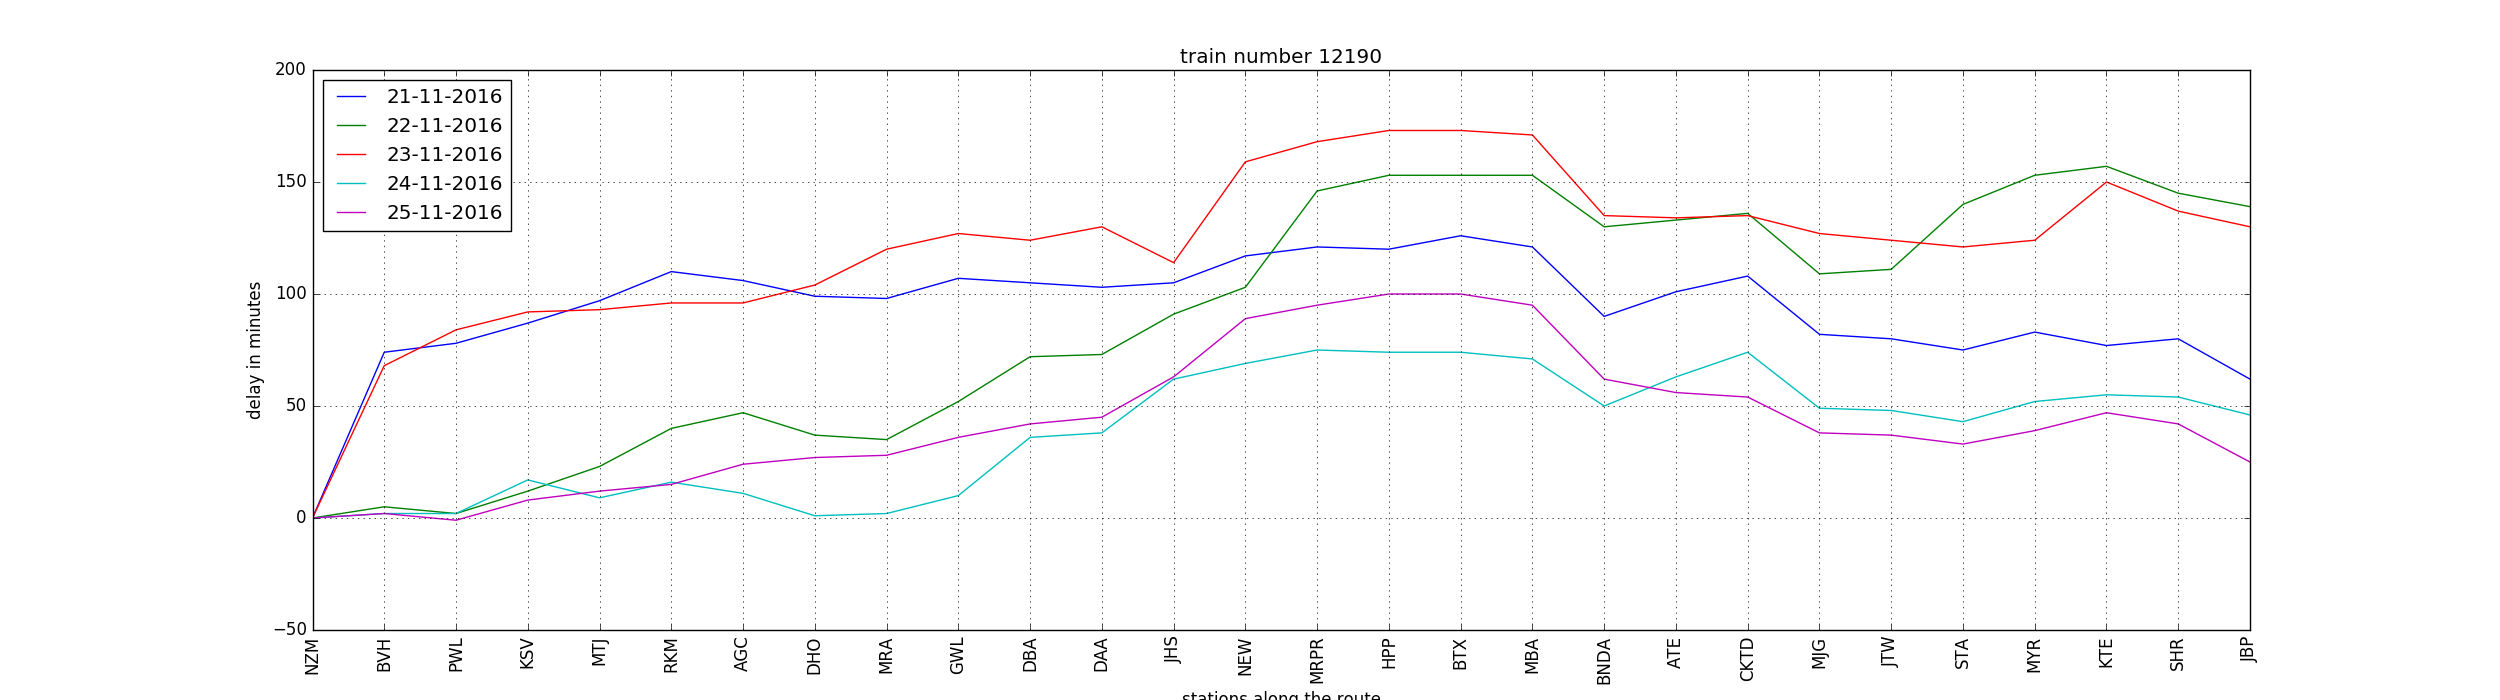 train number 12190
200
150
100
50
0
−50
delay in minutes
21-11-2016
22-11-2016
23-11-2016
24-11-2016
25-11-2016
NZM
BVH
PWL
KSV
MTJ
RKM
AGC
DHO
MRA
GWL
DBA
DAA
JHS
NEW
MRPR
HPP
BTX
MBA
BNDA
ATE
CKTD
MJG
JTW
STA
MYR
KTE
SHR
JBP
stations along the route